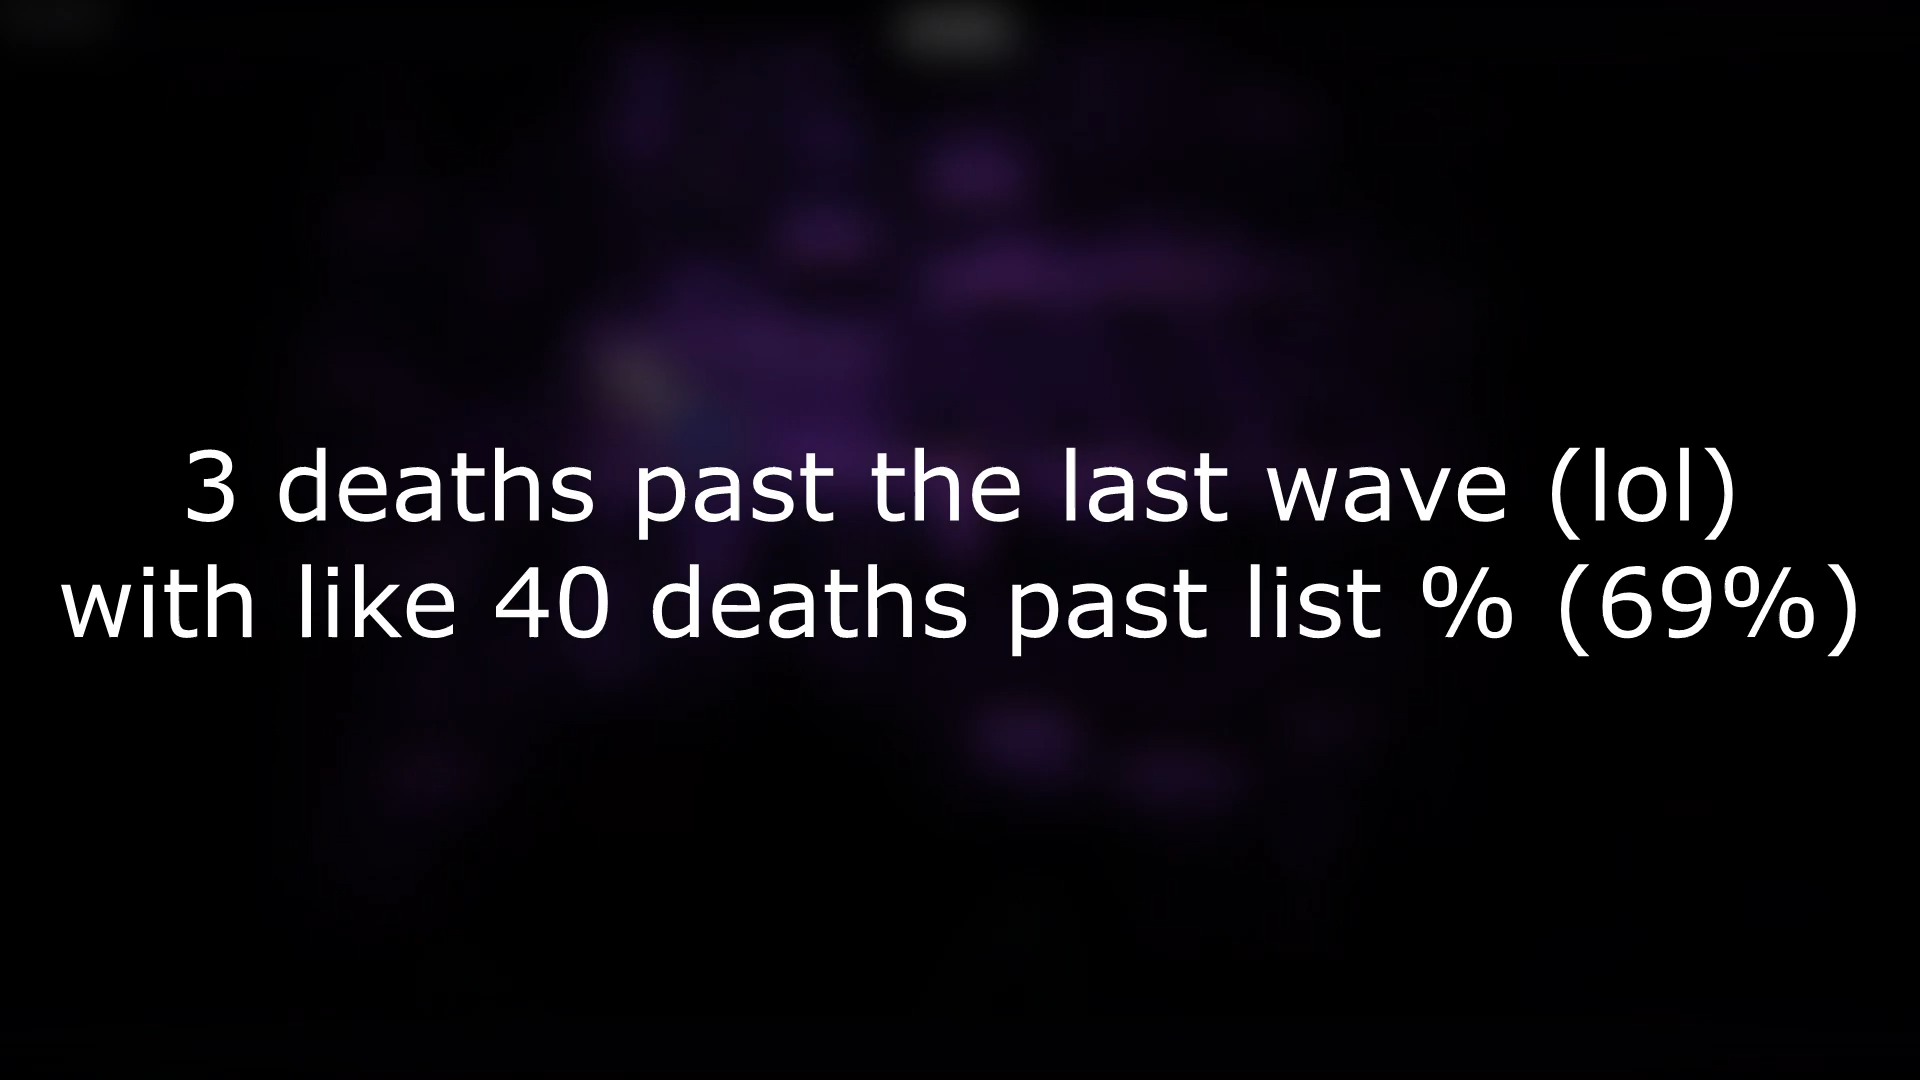 3 deaths past the last wave (lol)
with like 40 deaths past list % (69%)